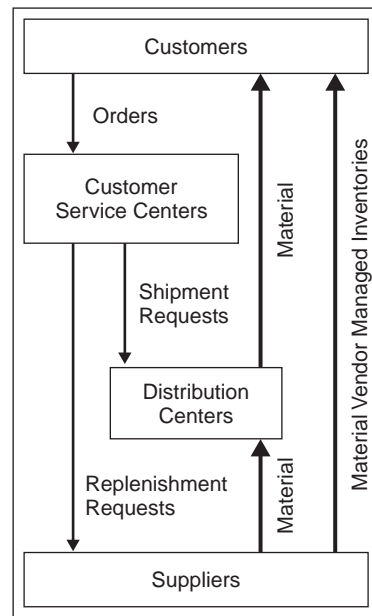 Customers
Orders
Customer
Service Centers
Material
Material Vendor Managed Inventories
Shipment
Requests
Distribution
Centers
Replenishment
Requests
Material
Suppliers